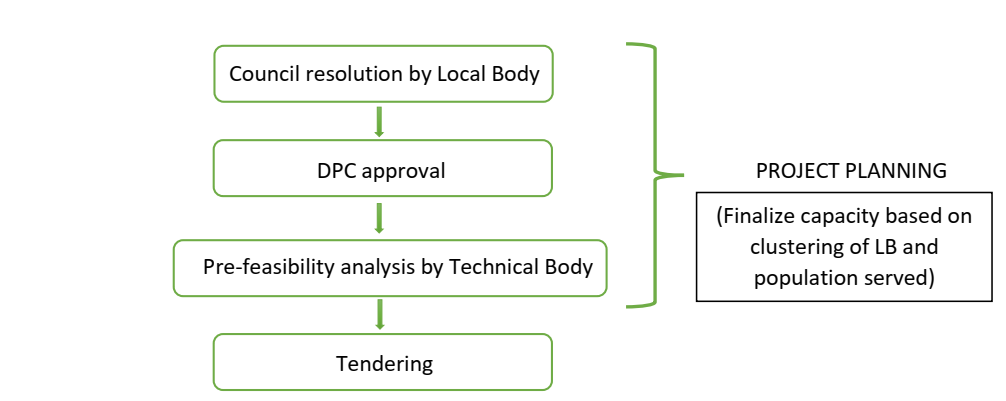 Council resolution by Local Body
DPC approval
Pre-feasibility analysis by Technical Body
Tendering
PROJECT PLANNING
(Finalize capacity based on
clustering of LB and
population served)